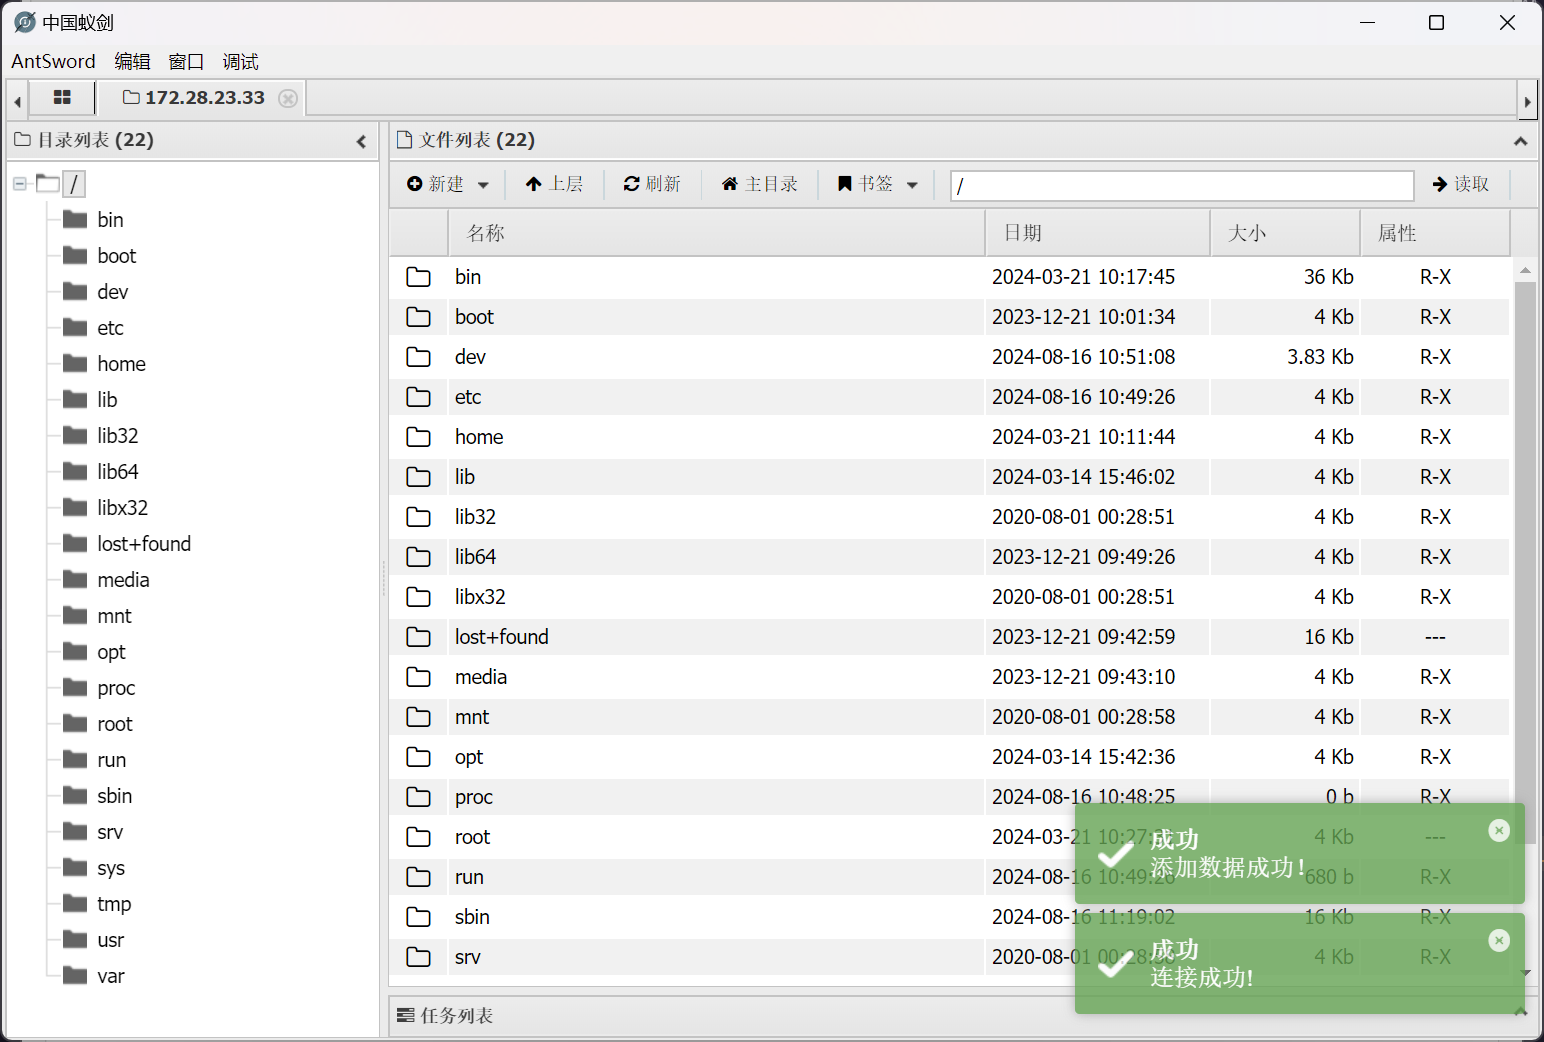 中国蚁剑
AntSword 编辑 窗口 调试
172.28.23.33
目录列表 (22)
/
bin
boot
dev
etc
home
lib
lib32
lib64
libx32
lost+found
media
mnt
opt
proc
root
run
sbin
srv
sys
tmp
usr
var
文件列表 (22)
新建 上层 刷新 主目录 书签 / 读取
名称 日期 大小 属性
bin 2024-03-21 10:17:45 36 Kb R-X
boot 2023-12-21 10:01:34 4 Kb R-X
dev 2024-08-16 10:51:08 3.83 Kb R-X
etc 2024-08-16 10:49:26 4 Kb R-X
home 2024-03-21 10:11:44 4 Kb R-X
lib 2024-03-14 15:46:02 4 Kb R-X
lib32 2020-08-01 00:28:51 4 Kb R-X
lib64 2023-12-21 09:49:26 4 Kb R-X
libx32 2020-08-01 00:28:51 4 Kb R-X
lost+found 2023-12-21 09:42:59 16 Kb ---
media 2023-12-21 09:43:10 4 Kb R-X
mnt 2020-08-01 00:28:58 4 Kb R-X
opt 2024-03-14 15:42:36 4 Kb R-X
proc 2024-08-16 10:48:25 0 b R-X
root 2024-03-21 4 Kb ---
run 2024-08-16 10:49:26 680 b R-X
sbin 2024-08-16 11:19:02 16 Kb R-X
srv 2020-08-01 4 Kb R-X
成功
添加数据成功!
成功
连接成功!
任务列表